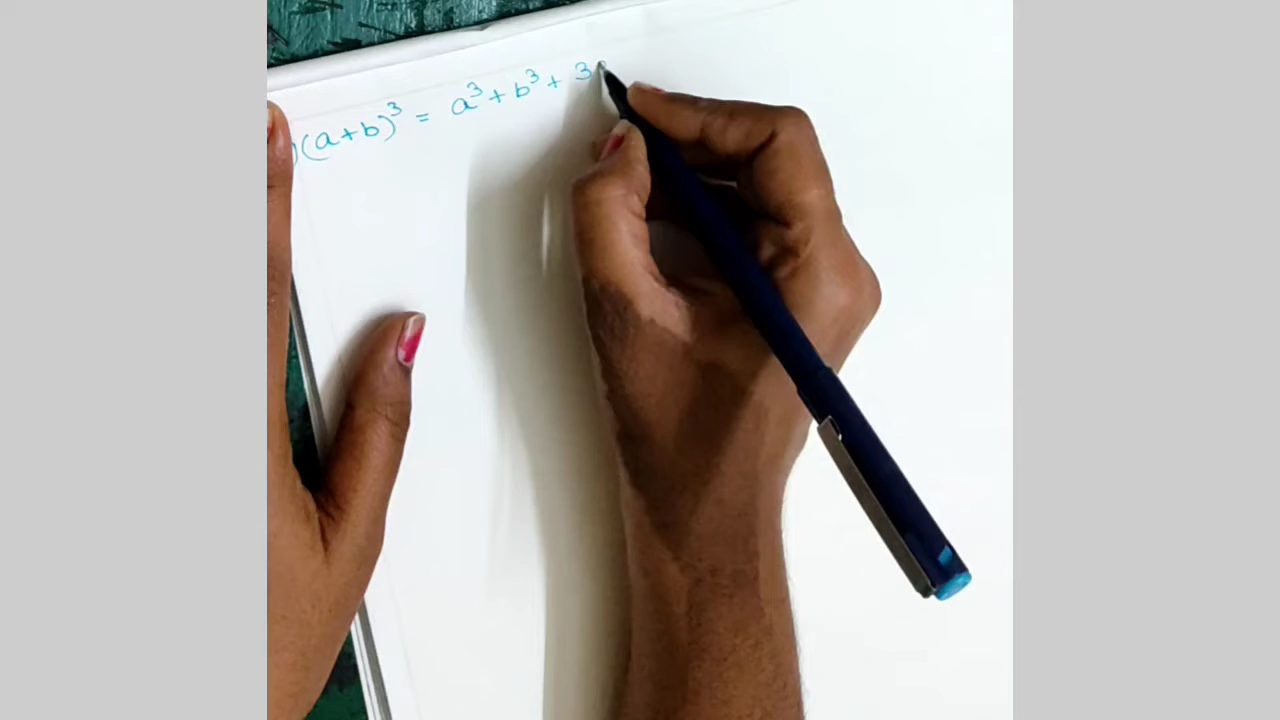 )(a+b)³ = a³+b³+ 3